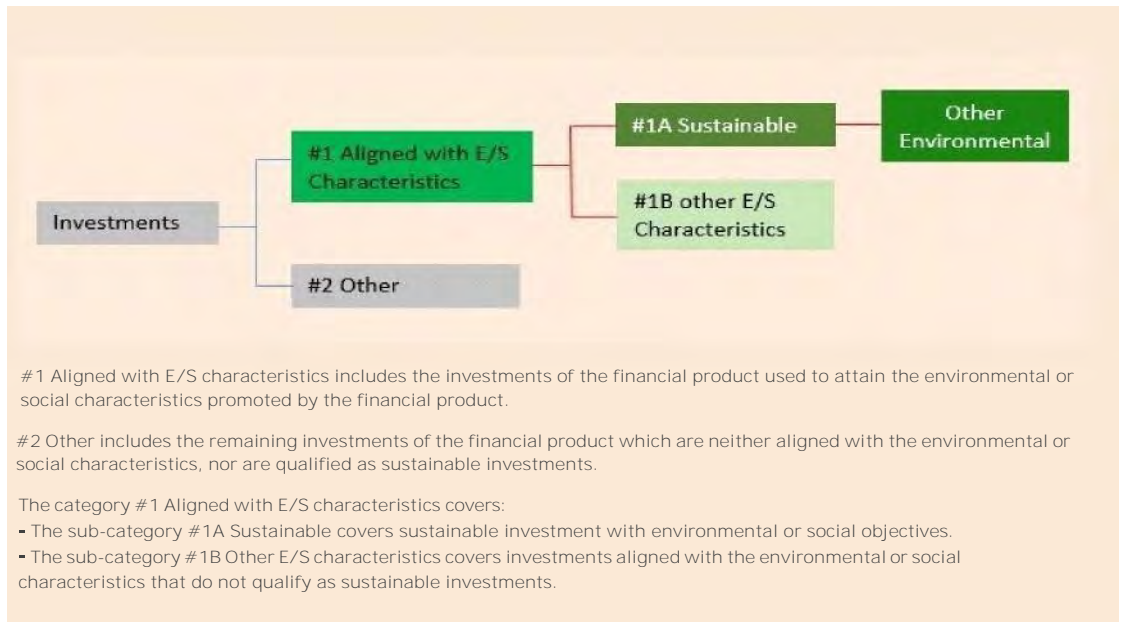 Other
#1A Sustainable
Environmental
#1 Aligned with E/S
Characteristics
#1B other E/S
Characteristics
Investments
#2 Other
#1 Aligned with E/S characteristics includes the investments of the financial product used to attain the environmental or
social characteristics promoted by the financial product.
#2 Other includes the remaining investments of the financial product which are neither aligned with the environmental or
social characteristics, nor are qualified as sustainable investments.
The category #1 Aligned with E/S characteristics covers:
- The sub-category #1A Sustainable covers sustainable investment with environmental or social objectives.
- The sub-category #1B Other E/S characteristics covers investments aligned with the environmental or social
characteristics that do not qualify as sustainable investments.